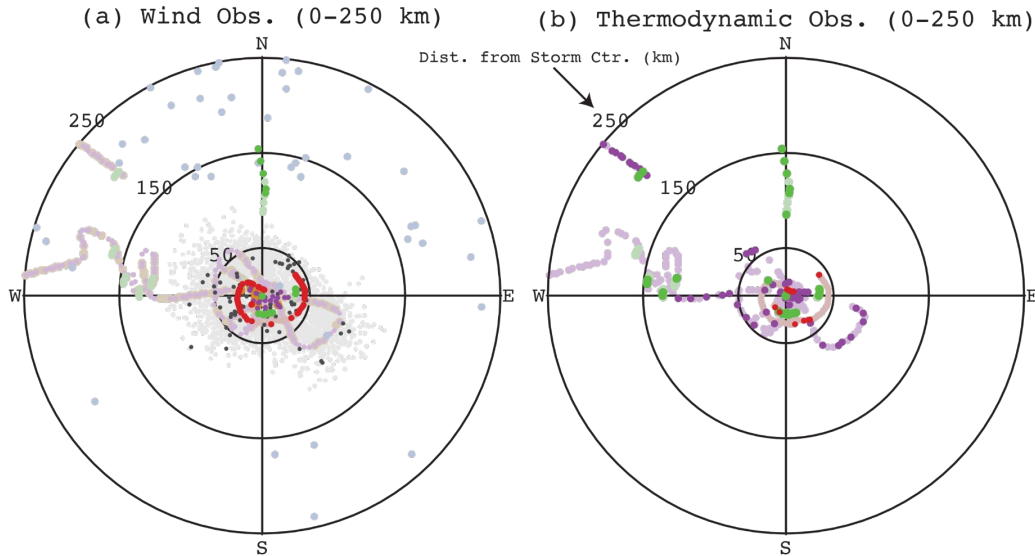 (a) Wind Obs. (0-250 km)
(b) Thermodynamic Obs. (0-250 km)
N
N
Dist. from Storm Ctr. (km)
250
250
150
150
50
50
W
E
W
E
S
S